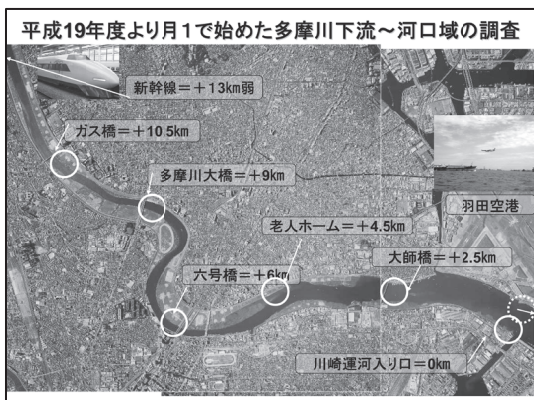 平成19年度より月1で始めた多摩川下流～河口域の調査
新幹線＝＋13km弱
ガス橋＝＋10.5km
多摩川大橋＝＋9km
羽田空港
老人ホーム＝＋4.5km
大師橋＝＋2.5km
六号橋＝＋6km
川崎運河入り口＝0km